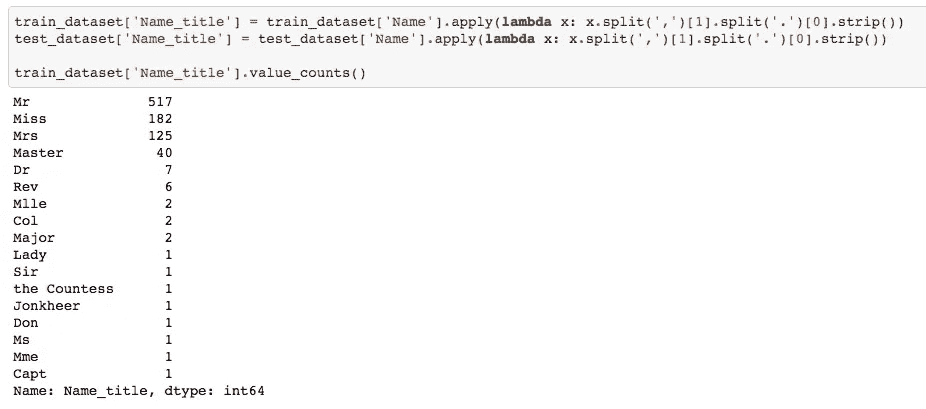 train_dataset['Name_title'] = train_dataset['Name'].apply(lambda x: x.split(',')[1].split('.')[0].strip())
test_dataset['Name_title'] = test_dataset['Name'].apply(lambda x: x.split(',')[1].split('.')[0].strip())
train_dataset['Name_title'].value_counts()
Mr 517
Miss 182
Mrs 125
Master 40
Dr 7
Rev 6
Mlle 2
Col 2
Major 2
Lady 1
Sir 1
the Countess 1
Jonkheer 1
Don 1
Ms 1
Mme 1
Capt 1
Name: Name_title, dtype: int64